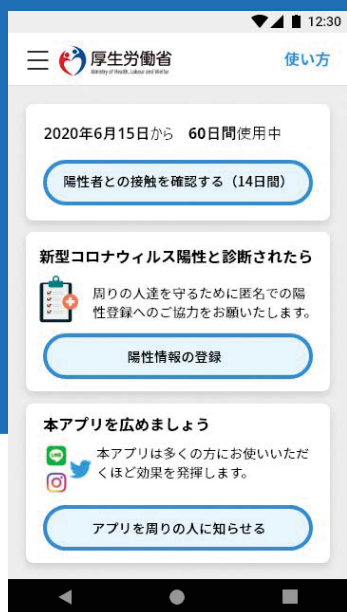 12:30
厚生労働省
Ministry of Health, Labour and Welfare
使い方
2020年6月15日から 60日間使用中
陽性者との接触を確認する（14日間）
新型コロナウィルス陽性と診断されたら
周りの人達を守るために匿名での陽
性登録へのご協力をお願いいたします。
陽性情報の登録
本アプリを広めましょう
本アプリは多くの方にお使いいただ
くほど効果を発揮します。
アプリを周りの人に知らせる